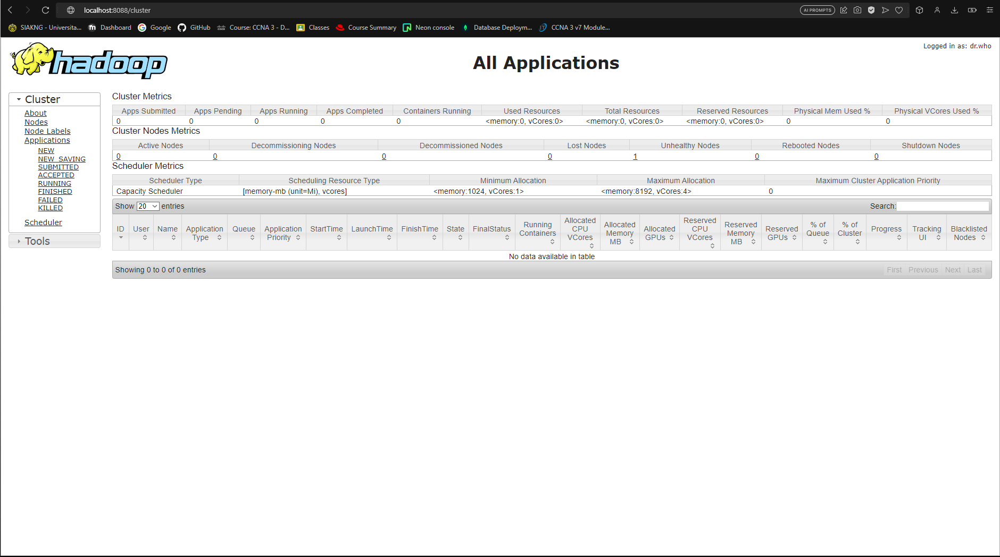 localhost:8088/cluster
AI PROMPTS
SIAKNG - Universita... Dashboard Google GitHub Course: CCNA 3 - D... Classes Course Summary Neon console Database Deploym... CCNA 3 v7 Module...
hadoop
All Applications
Logged in as: dr.who
Cluster
About
Nodes
Node Labels
Applications
NEW
NEW_SAVING
SUBMITTED
ACCEPTED
RUNNING
FINISHED
FAILED
KILLED
Scheduler
Tools
Cluster Metrics
Apps Submitted Apps Pending Apps Running Apps Completed Containers Running Used Resources Total Resources Reserved Resources Physical Mem Used % Physical VCores Used %
0 0 0 0 0 <memory:0, vCores:0> <memory:0, vCores:0> <memory:0, vCores:0> 0 0
Cluster Nodes Metrics
Active Nodes Decommissioning Nodes Decommissioned Nodes Lost Nodes Unhealthy Nodes Rebooted Nodes Shutdown Nodes
0 0 0 0 1 0 0
Scheduler Metrics
Scheduler Type Scheduling Resource Type Minimum Allocation Maximum Allocation Maximum Cluster Application Priority
Capacity Scheduler [memory-mb (unit=Mi), vcores] <memory:1024, vCores:1> <memory:8192, vCores:4> 0
Show 20 entries Search:
ID User Name Application Type Queue Application Priority StartTime LaunchTime FinishTime State FinalStatus Running Containers Allocated CPU VCores Allocated Memory MB Allocated GPUs Reserved CPU VCores Reserved Memory MB Reserved GPUs % of Queue % of Cluster Progress Tracking UI Blacklisted Nodes
No data available in table
Showing 0 to 0 of 0 entries First Previous Next Last